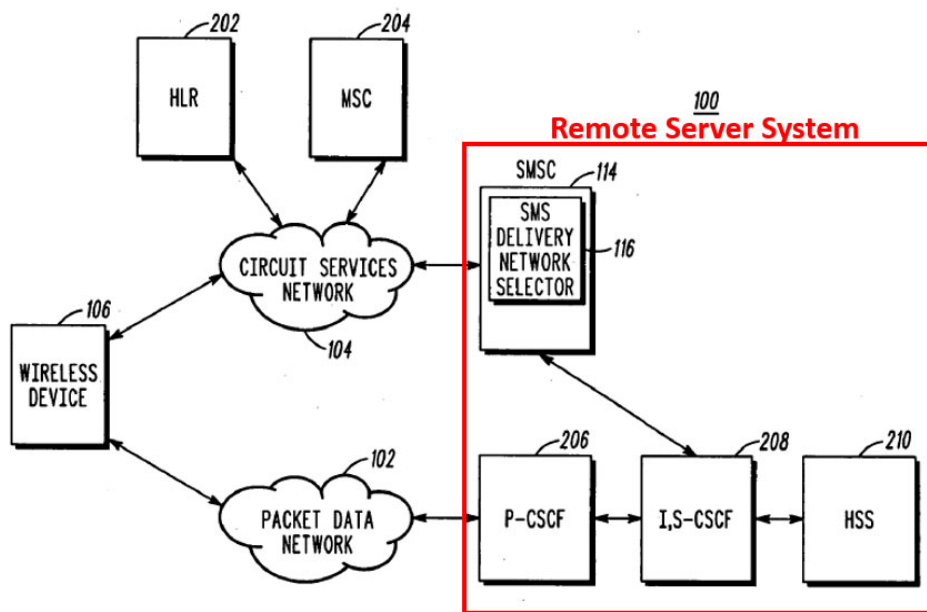 202
204
HLR
MSC
100
Remote Server System
SMSC
114
SMS
DELIVERY
NETWORK
SELECTOR
116
CIRCUIT SERVICES
NETWORK
104
106
WIRELESS
DEVICE
102
PACKET DATA
NETWORK
206
208
210
P-CSCF
I,S-CSCF
HSS